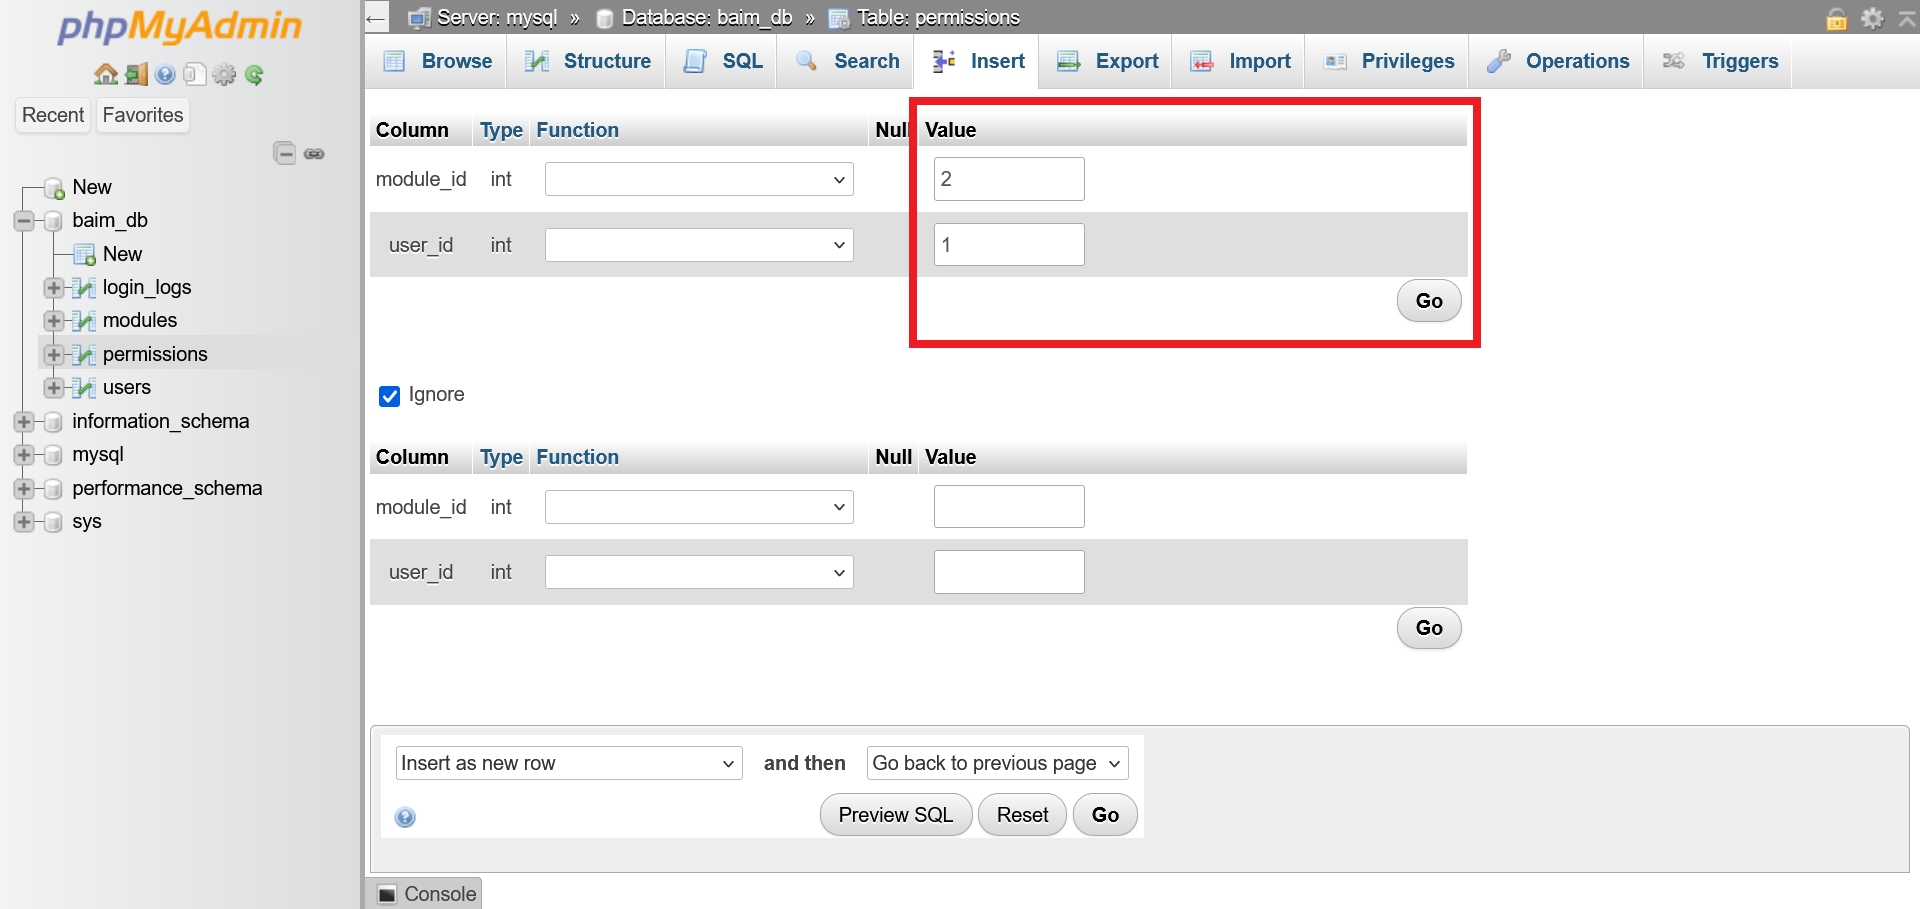 phpMyAdmin
Recent Favorites
New
baim_db
New
login_logs
modules
permissions
users
information_schema
mysql
performance_schema
sys
Server: mysql » Database: baim_db » Table: permissions
Browse Structure SQL Search Insert Export Import Privileges Operations Triggers
Column Type Function Null Value
module_id int 2
user_id int 1
Go
Ignore
Column Type Function Null Value
module_id int
user_id int
Go
Insert as new row and then Go back to previous page
Preview SQL Reset Go
Console